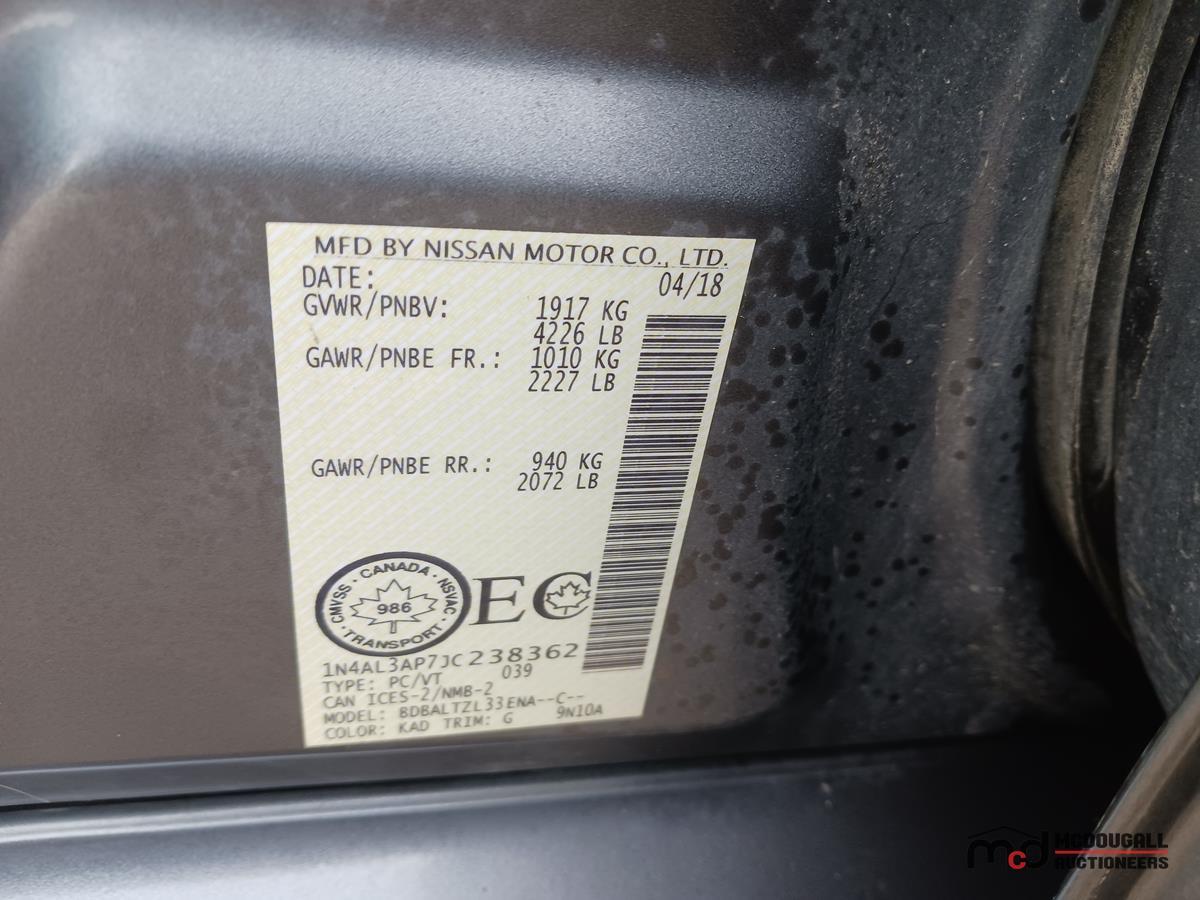 MFD BY NISSAN MOTOR CO., LTD.
DATE: 04/18
GVWR/PNBV: 1917 KG
4226 LB
GAWR/PNBE FR.: 1010 KG
2227 LB
GAWR/PNBE RR.: 940 KG
2072 LB
CANADA · NSVAC · TRANSPORT · CMVSS ·
986
EC
1N4AL3AP7JC238362
TYPE: PC/VT 039
CAN ICES-2/NMB-2
MODEL: BDBALTZL33ENA--C--
COLOR: KAD TRIM: G 9N10A
mcd MCDOUGALL
AUCTIONEERS